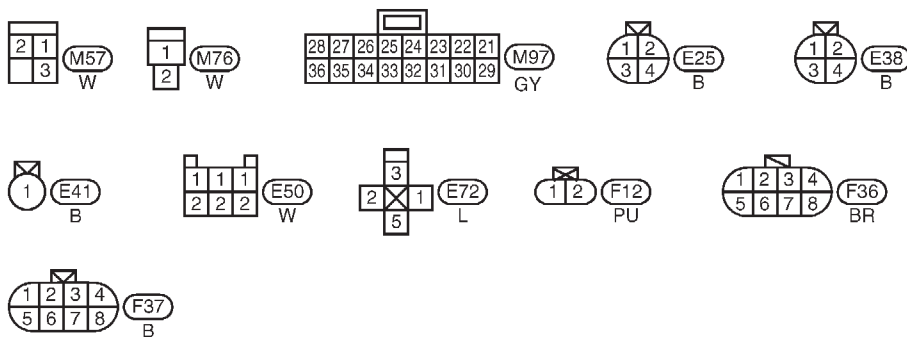 2 1
3
M57
W
1
2
M76
W
28 27 26 25 24 23 22 21
36 35 34 33 32 31 30 29
M97
GY
1 2
3 4
E25
B
1 2
3 4
E38
B
1
E41
B
1 1 1
2 2 2
E50
W
3
2 1
5
E72
L
1 2
F12
PU
1 2 3 4
5 6 7 8
F36
BR
1 2 3 4
5 6 7 8
F37
B